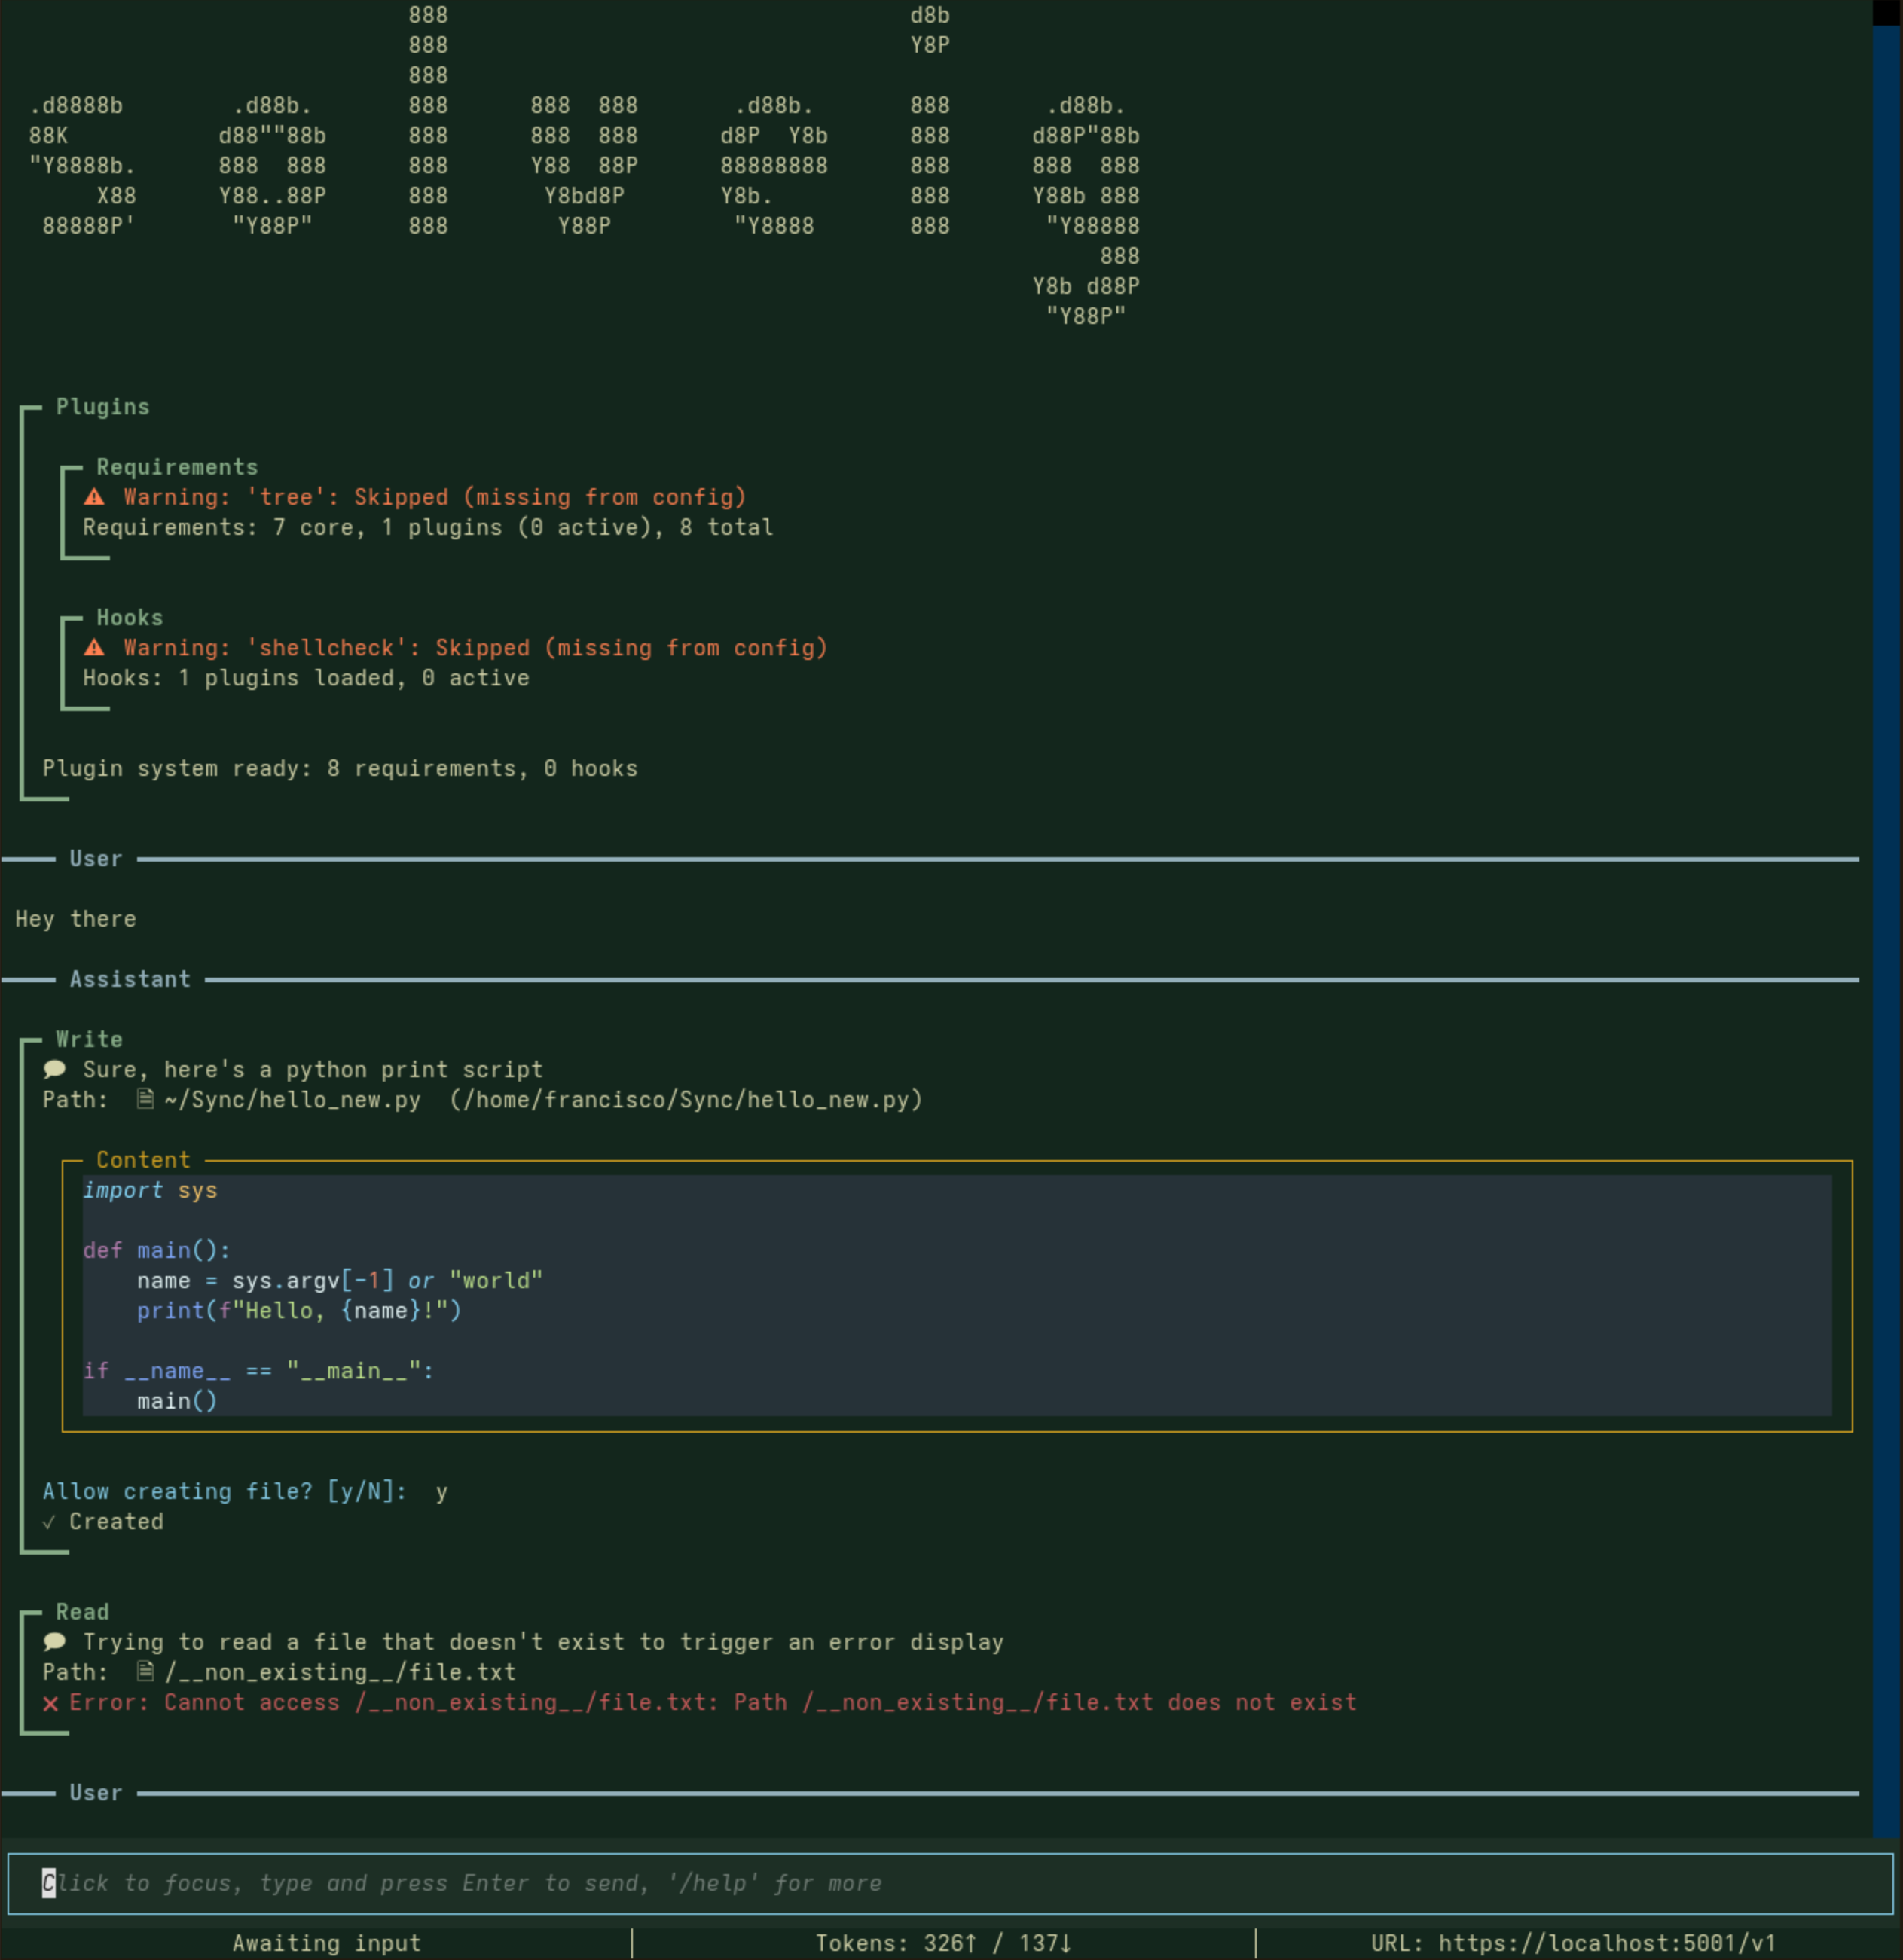 888                                  d8b
                              888                                  Y8P
                              888
  .d8888b        .d88b.       888      888  888       .d88b.       888       .d88b.
  88K           d88""88b      888      888  888      d8P  Y8b      888      d88P"88b
  "Y8888b.      888  888      888      Y88  88P      88888888      888      888  888
       X88      Y88..88P      888       Y8bd8P       Y8b.          888      Y88b 888
   88888P'       "Y88P"       888        Y88P         "Y8888       888       "Y88888
                                                                                 888
                                                                            Y8b d88P
                                                                             "Y88P"
Plugins
Requirements
⚠ Warning: 'tree': Skipped (missing from config)
Requirements: 7 core, 1 plugins (0 active), 8 total
Hooks
⚠ Warning: 'shellcheck': Skipped (missing from config)
Hooks: 1 plugins loaded, 0 active
Plugin system ready: 8 requirements, 0 hooks
User
Hey there
Assistant
Write
Sure, here's a python print script
Path: ~/Sync/hello_new.py (/home/francisco/Sync/hello_new.py)
Content
import sys
def main():
    name = sys.argv[-1] or "world"
    print(f"Hello, {name}!")
if __name__ == "__main__":
    main()
Allow creating file? [y/N]: y
✓ Created
Read
Trying to read a file that doesn't exist to trigger an error display
Path: /__non_existing__/file.txt
✕ Error: Cannot access /__non_existing__/file.txt: Path /__non_existing__/file.txt does not exist
User
Click to focus, type and press Enter to send, '/help' for more
Awaiting input | Tokens: 326↑ / 137↓ | URL: https://localhost:5001/v1